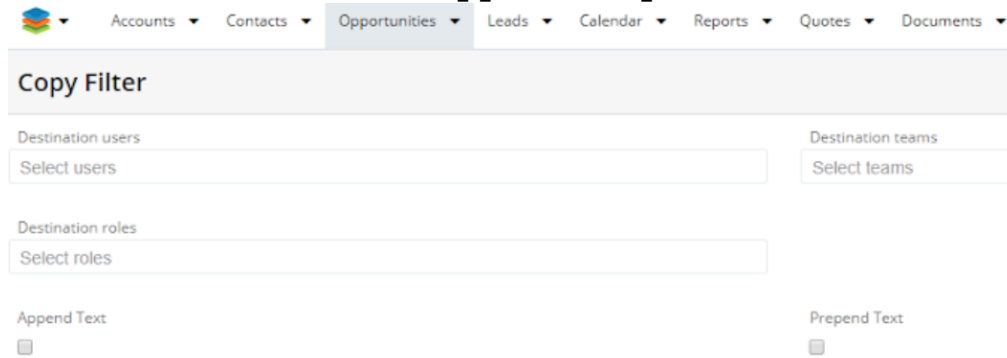 Accounts Contacts Opportunities Leads Calendar Reports Quotes Documents
Copy Filter
Destination users Destination teams
Select users Select teams
Destination roles
Select roles
Append Text Prepend Text